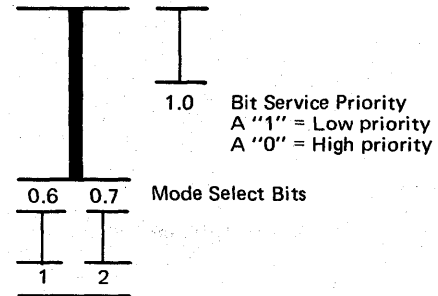 1.0 Bit Service Priority
A "1" = Low priority
A "0" = High priority
0.6 0.7 Mode Select Bits
1 2